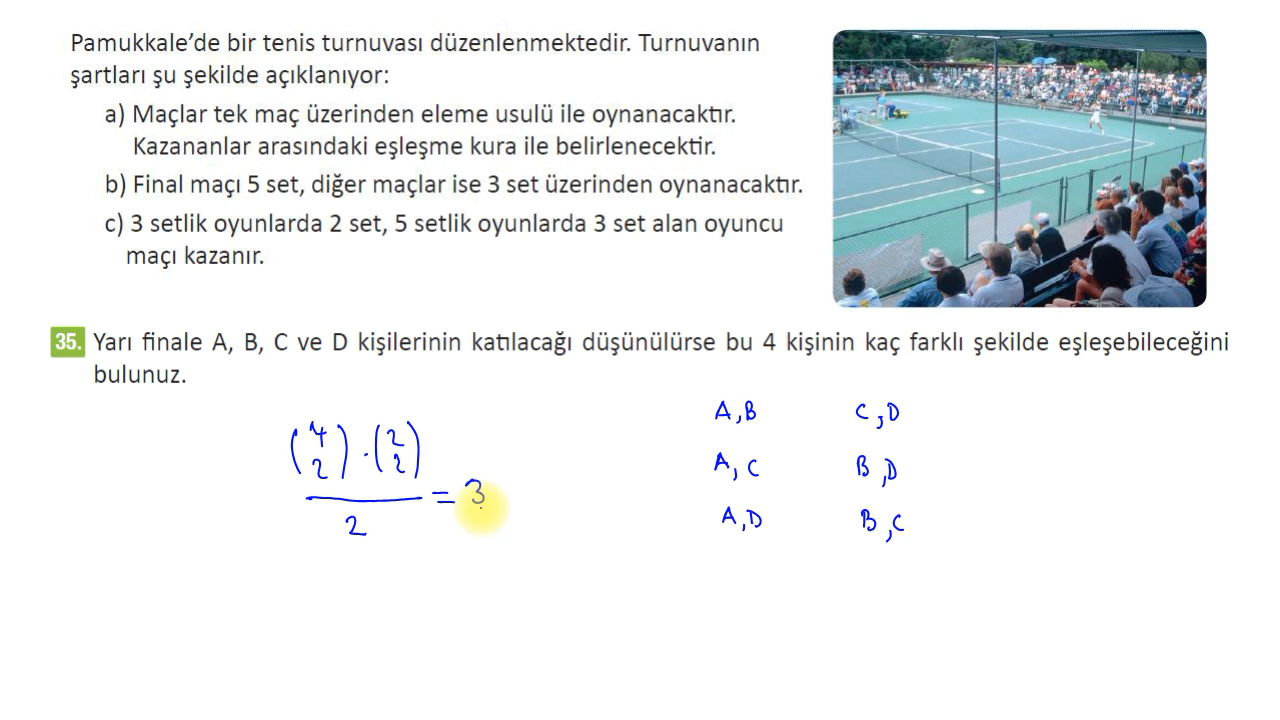 Pamukkale'de bir tenis turnuvası düzenlenmektedir. Turnuvanın
şartları şu şekilde açıklanıyor:
a) Maçlar tek maç üzerinden eleme usulü ile oynanacaktır.
Kazananlar arasındaki eşleşme kura ile belirlenecektir.
b) Final maçı 5 set, diğer maçlar ise 3 set üzerinden oynanacaktır.
c) 3 setlik oyunlarda 2 set, 5 setlik oyunlarda 3 set alan oyuncu
maçı kazanır.
35. Yarı finale A, B, C ve D kişilerinin katılacağı düşünülürse bu 4 kişinin kaç farklı şekilde eşleşebileceğini
bulunuz.
A,B C,D
(4 2) . (2 2)
A,C B,D
2 = 3
A,D B,C